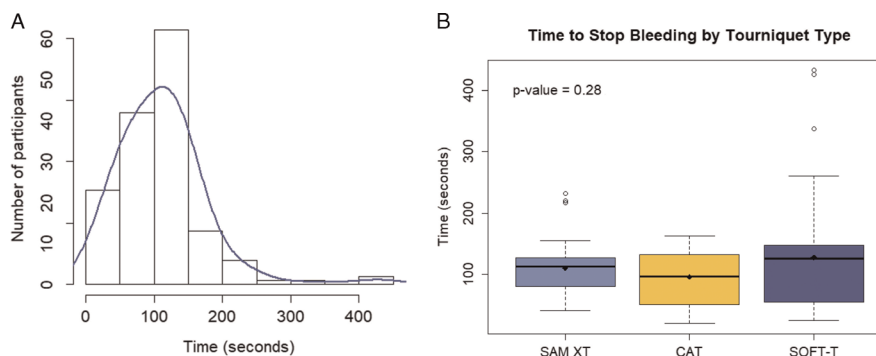 A
60
50
40
30
20
10
0
Number of participants
0 100 200 300 400
Time (seconds)
B
Time to Stop Bleeding by Tourniquet Type
p-value = 0.28
400
300
200
100
Time (seconds)
SAM XT CAT SOFT-T